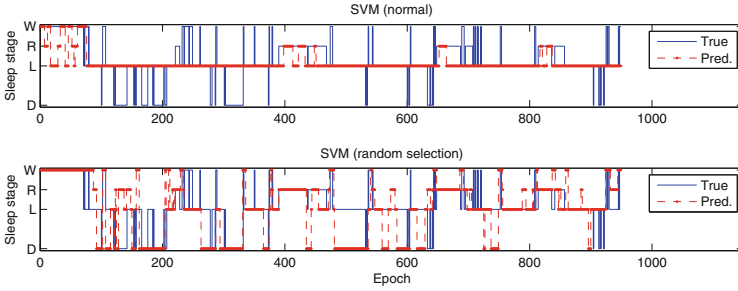 SVM (normal)
Sleep stage
W
R
L
D
0
200
400
600
800
1000
True
Pred.
SVM (random selection)
Sleep stage
W
R
L
D
0
200
400
600
800
1000
True
Pred.
Epoch